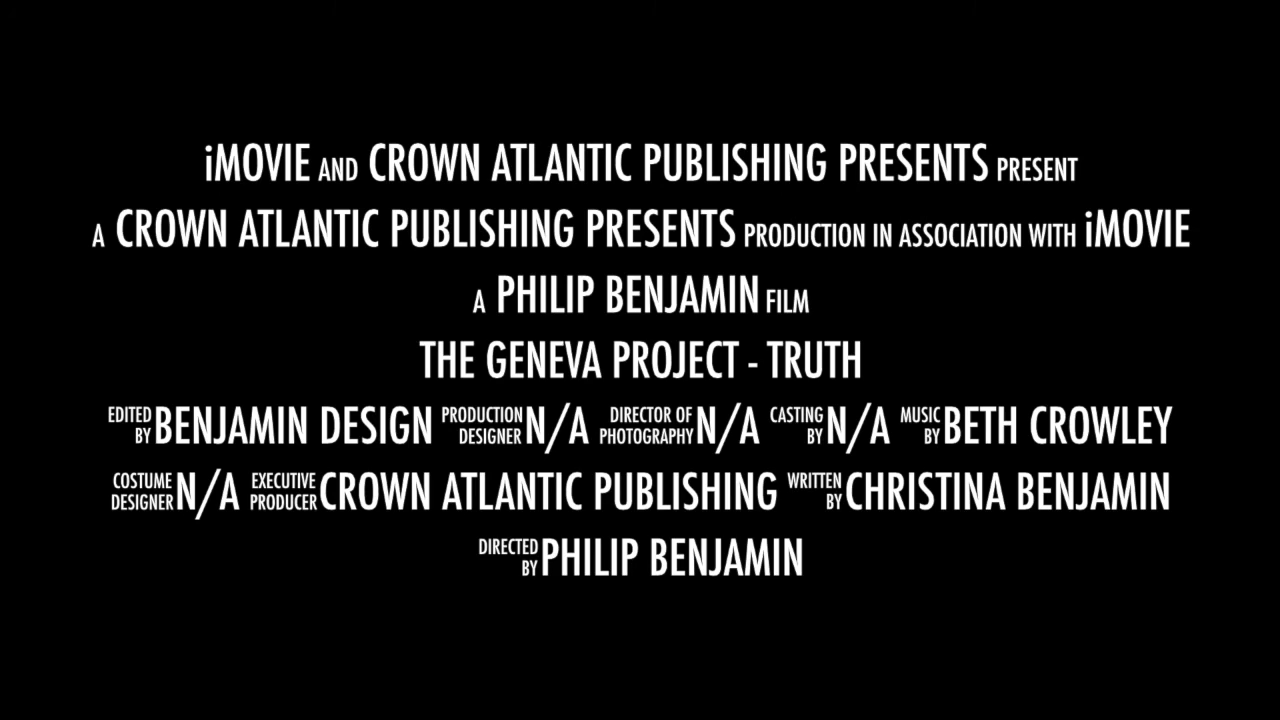 iMOVIE AND CROWN ATLANTIC PUBLISHING PRESENTS PRESENT
A CROWN ATLANTIC PUBLISHING PRESENTS PRODUCTION IN ASSOCIATION WITH iMOVIE
A PHILIP BENJAMIN FILM
THE GENEVA PROJECT - TRUTH
EDITED BY BENJAMIN DESIGN PRODUCTION DESIGNER N/A DIRECTOR OF PHOTOGRAPHY N/A CASTING BY N/A MUSIC BY BETH CROWLEY
COSTUME DESIGNER N/A EXECUTIVE PRODUCER CROWN ATLANTIC PUBLISHING WRITTEN BY CHRISTINA BENJAMIN
DIRECTED BY PHILIP BENJAMIN